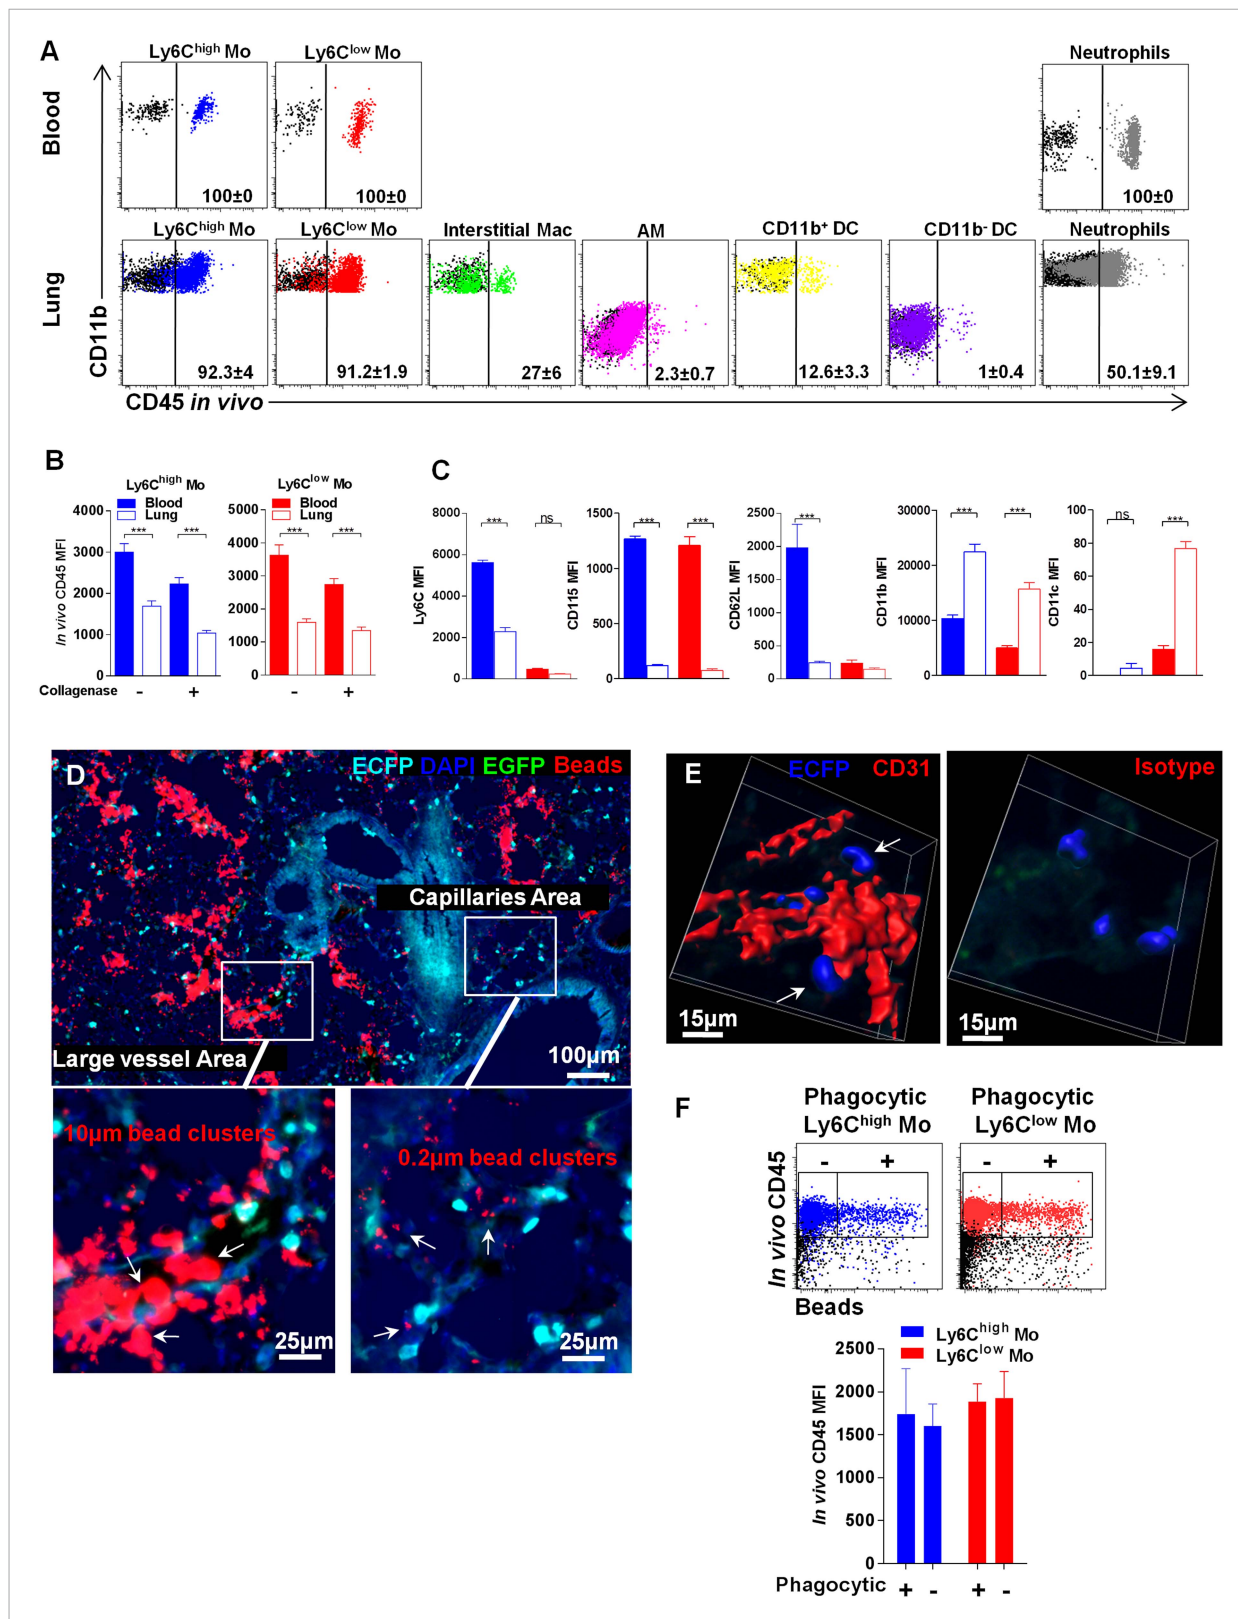 A
Ly6Chigh Mo
Ly6Clow Mo
Neutrophils
Blood
100±0
100±0
100±0
Ly6Chigh Mo
Ly6Clow Mo
Interstitial Mac
AM
CD11b+ DC
CD11b- DC
Neutrophils
Lung
CD11b
92.3±4
91.2±1.9
27±6
2.3±0.7
12.6±3.3
1±0.4
50.1±9.1
CD45 in vivo
B
Ly6Chigh Mo
Blood
Lung
4000
3000
2000
1000
0
In vivo CD45 MFI
***
***
Ly6Clow Mo
Blood
Lung
5000
4000
3000
2000
1000
0
***
***
Collagenase - + - +
C
8000
6000
4000
2000
0
Ly6C MFI
***
ns
1500
1000
500
0
CD115 MFI
***
***
2500
2000
1500
1000
500
0
CD62L MFI
***
30000
20000
10000
0
CD11b MFI
***
***
100
80
60
40
20
0
CD11c MFI
ns
***
D
ECFP DAPI EGFP Beads
Capillaries Area
Large vessel Area
100µm
10µm bead clusters
25µm
0.2µm bead clusters
25µm
E
ECFP CD31
15µm
Isotype
15µm
F
Phagocytic
Ly6Chigh Mo
Phagocytic
Ly6Clow Mo
- +
- +
In vivo CD45
Beads
Ly6Chigh Mo
Ly6Clow Mo
2500
2000
1500
1000
500
0
In vivo CD45 MFI
Phagocytic + - + -